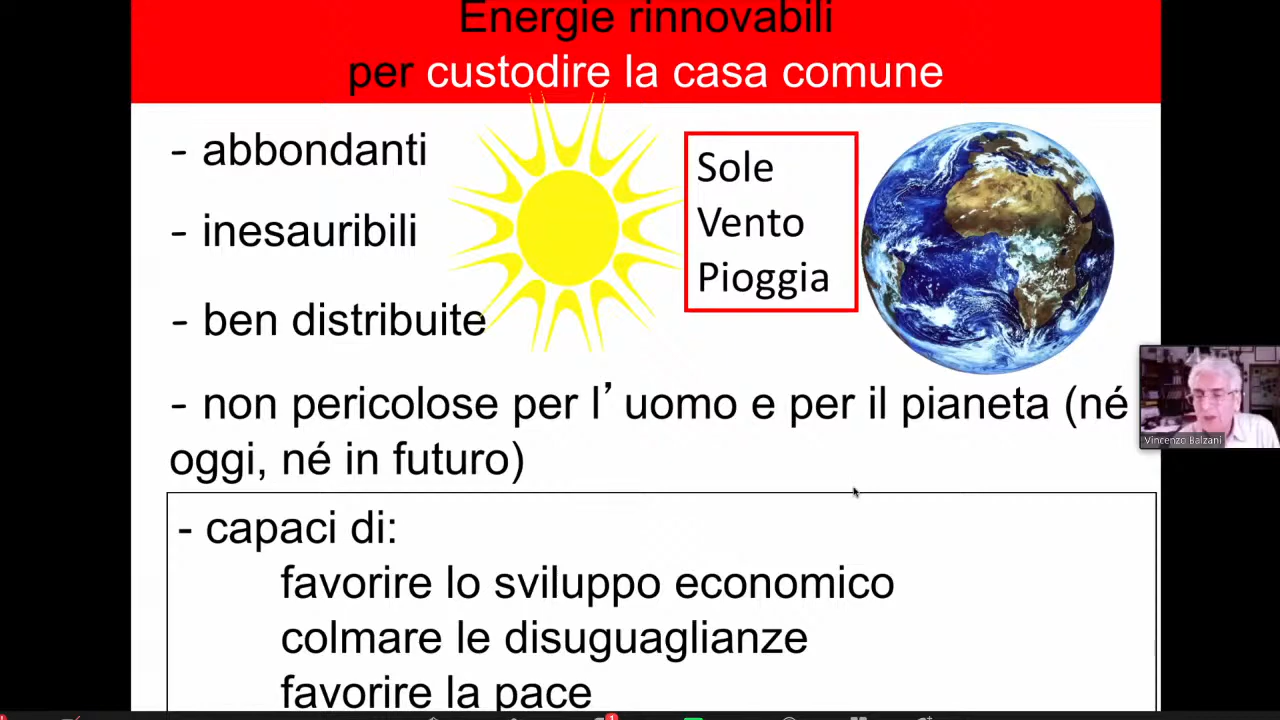 Energie rinnovabili
per custodire la casa comune
- abbondanti
- inesauribili
- ben distribuite
Sole
Vento
Pioggia
- non pericolose per l’uomo e per il pianeta (né
oggi, né in futuro)
Vincenzo Balzani
- capaci di:
favorire lo sviluppo economico
colmare le disuguaglianze
favorire la pace
1